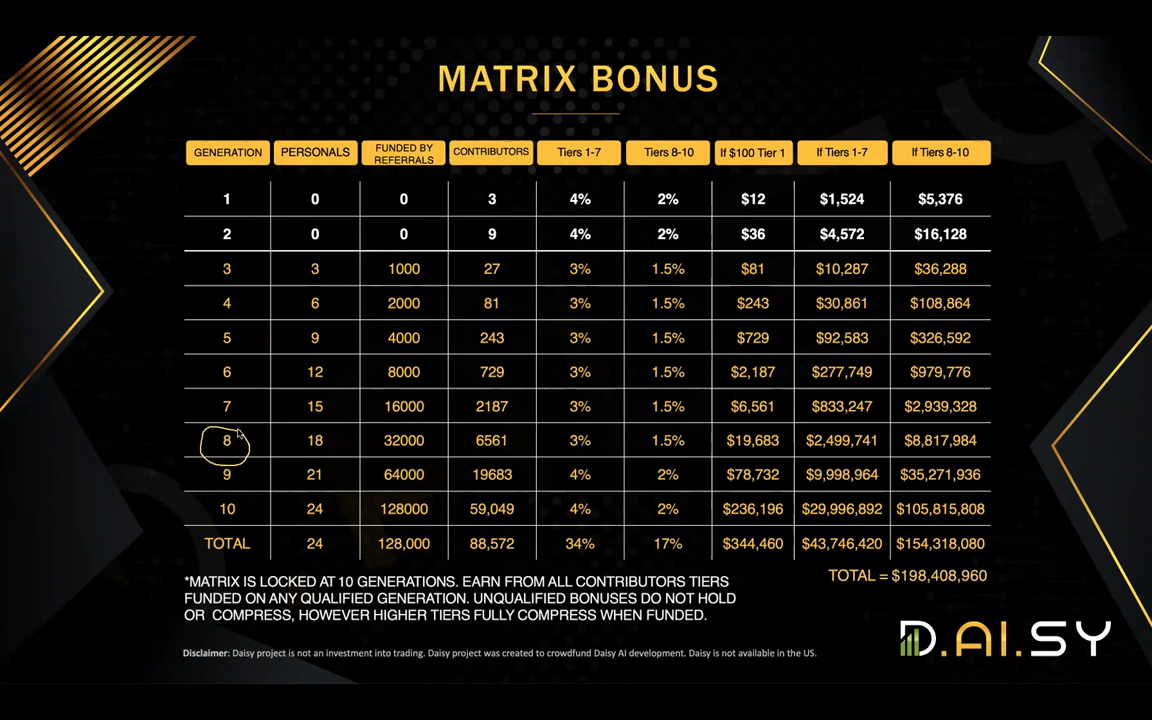 MATRIX BONUS
GENERATION PERSONALS FUNDED BY REFERRALS CONTRIBUTORS Tiers 1-7 Tiers 8-10 If $100 Tier 1 If Tiers 1-7 If Tiers 8-10
1 0 0 3 4% 2% $12 $1,524 $5,376
2 0 0 9 4% 2% $36 $4,572 $16,128
3 3 1000 27 3% 1.5% $81 $10,287 $36,288
4 6 2000 81 3% 1.5% $243 $30,861 $108,864
5 9 4000 243 3% 1.5% $729 $92,583 $326,592
6 12 8000 729 3% 1.5% $2,187 $277,749 $979,776
7 15 16000 2187 3% 1.5% $6,561 $833,247 $2,939,328
8 18 32000 6561 3% 1.5% $19,683 $2,499,741 $8,817,984
9 21 64000 19683 4% 2% $78,732 $9,998,964 $35,271,936
10 24 128000 59,049 4% 2% $236,196 $29,996,892 $105,815,808
TOTAL 24 128,000 88,572 34% 17% $344,460 $43,746,420 $154,318,080
TOTAL = $198,408,960
*MATRIX IS LOCKED AT 10 GENERATIONS. EARN FROM ALL CONTRIBUTORS TIERS
FUNDED ON ANY QUALIFIED GENERATION. UNQUALIFIED BONUSES DO NOT HOLD
OR COMPRESS, HOWEVER HIGHER TIERS FULLY COMPRESS WHEN FUNDED.
D.AI.SY
Disclaimer: Daisy project is not an investment into trading. Daisy project was created to crowdfund Daisy AI development. Daisy is not available in the US.